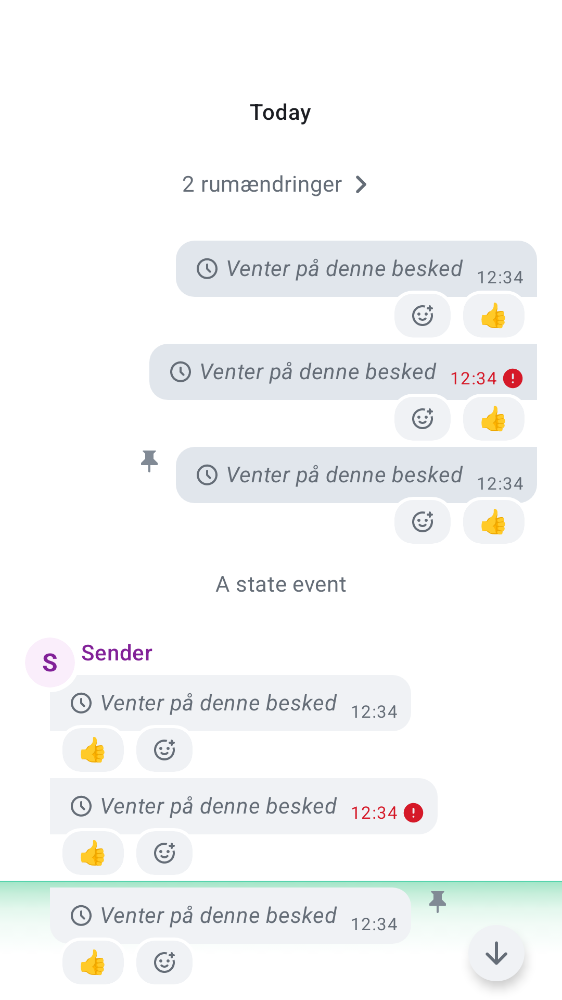 Today
2 rumændringer
Venter på denne besked 12:34
👍
Venter på denne besked 12:34
👍
Venter på denne besked 12:34
👍
A state event
S Sender
Venter på denne besked 12:34
👍
Venter på denne besked 12:34
👍
Venter på denne besked 12:34
👍